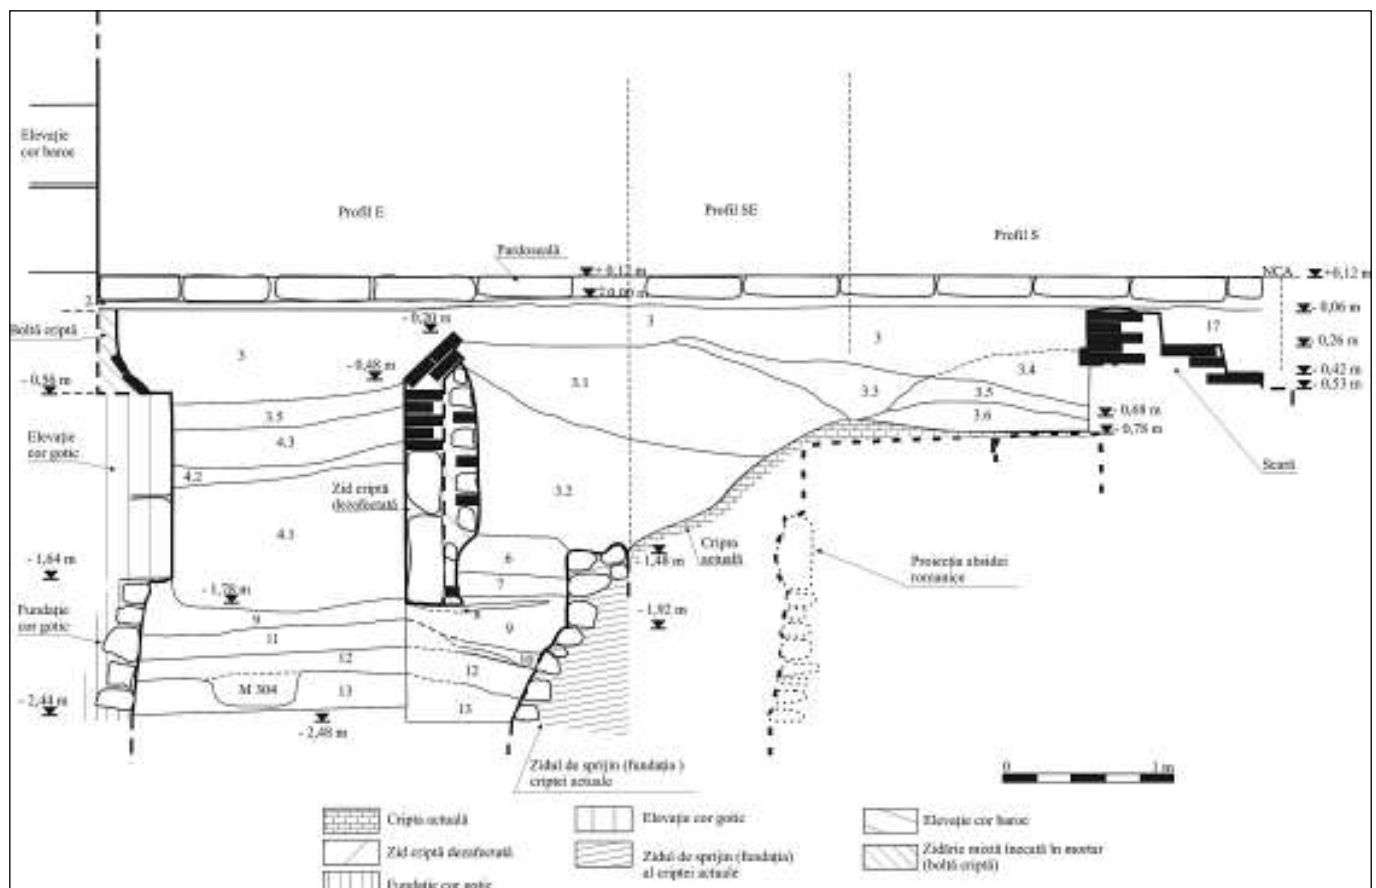 Elevație
cor baroc
Profil E
Profil SE
Profil S
Pardoseală
+ 0,12 m
± 0,00 m
NCA
+0,12 m
2
- 0,06 m
Boltă criptă
- 0,20 m
3
3
3
17
- 0,26 m
- 0,48 m
- 0,56 m
3.1
3.3
3.4
3.5
3.6
- 0,42 m
- 0,53 m
- 0,68 m
- 0,78 m
3.5
4.3
4.2
Elevație
cor gotic
Zid criptă
dezafectată
3.2
Scară
4.1
Cripta
actuală
- 1,48 m
6
7
Proiecția absidei
romanice
- 1,64 m
- 1,78 m
- 1,92 m
8
9
9
Fundație
cor gotic
11
10
12
12
M 304
13
13
- 2,44 m
- 2,48 m
Zidul de sprijin (fundația )
criptei actuale
0
1 m
Cripta actuală
Elevație cor gotic
Elevație cor baroc
Zid criptă dezafectată
Zidul de sprijin (fundația)
al criptei actuale
Zidărie mixtă înecată în mortar
(boltă criptă)
Fundație cor gotic